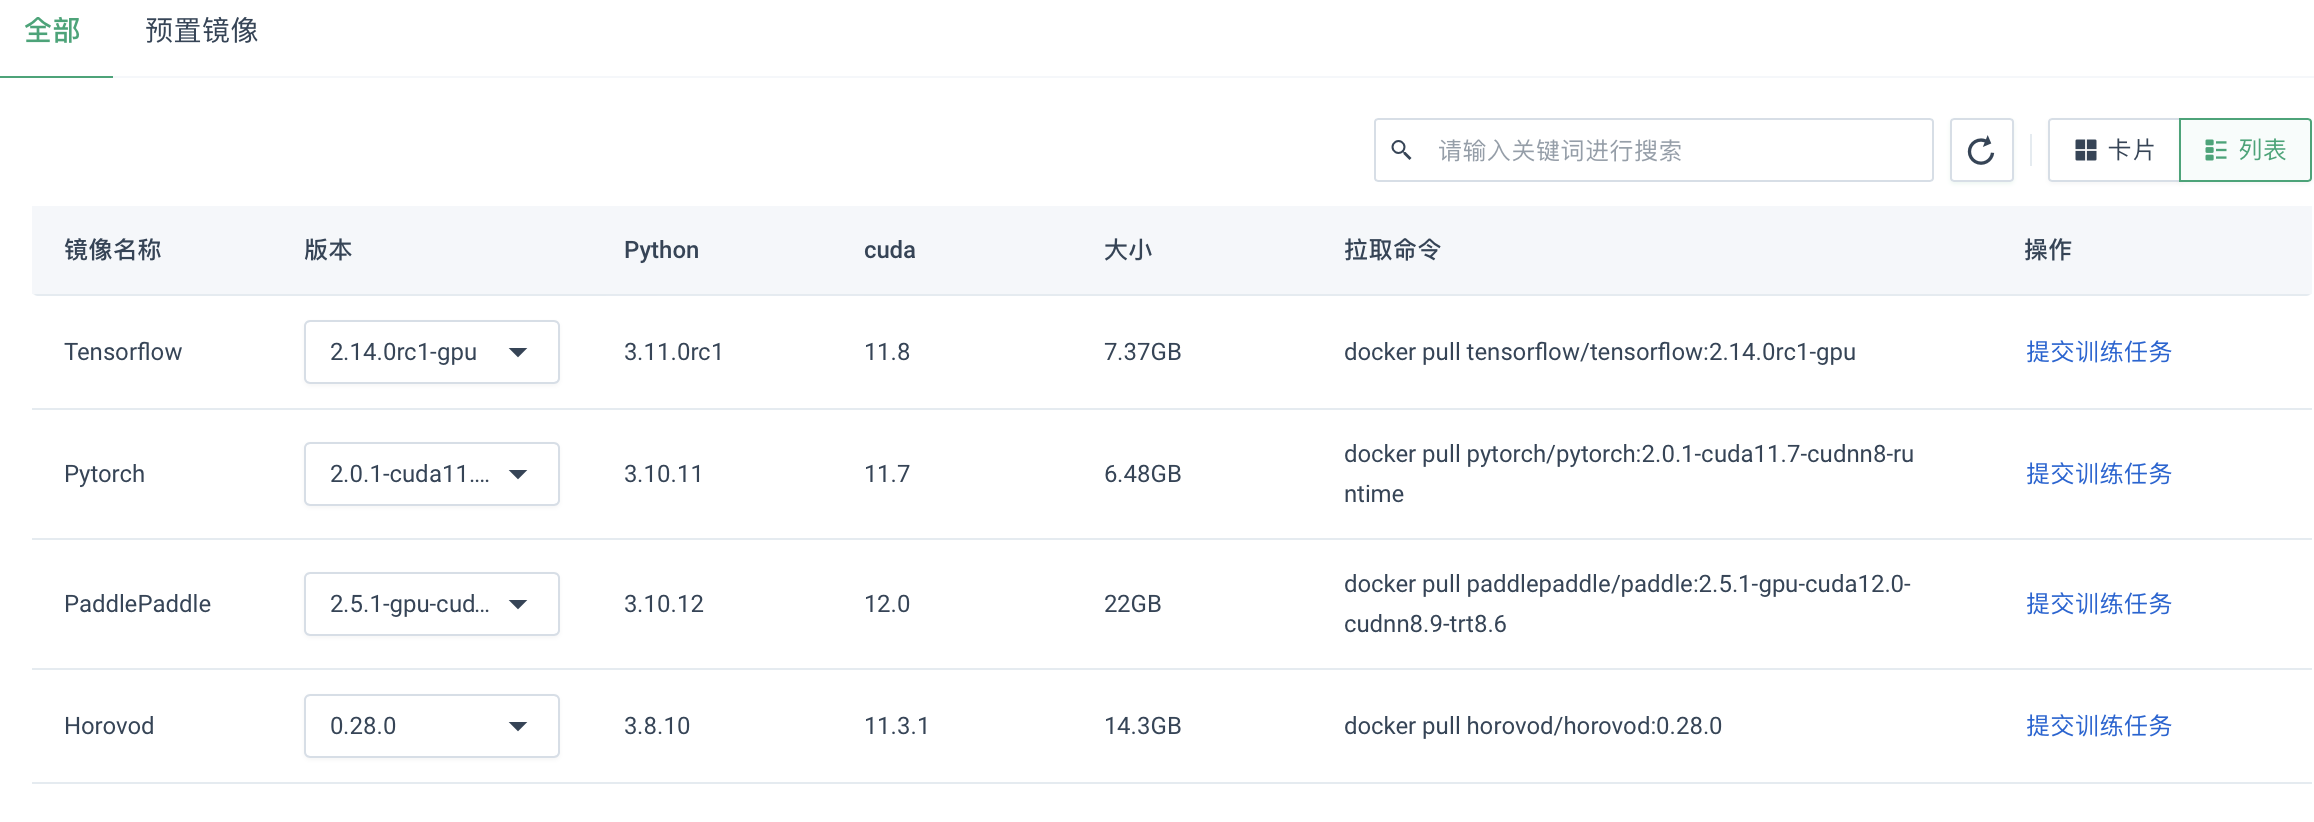 全部 预置镜像
请输入关键词进行搜索 卡片 列表
镜像名称 版本 Python cuda 大小 拉取命令 操作
Tensorflow 2.14.0rc1-gpu 3.11.0rc1 11.8 7.37GB docker pull tensorflow/tensorflow:2.14.0rc1-gpu 提交训练任务
Pytorch 2.0.1-cuda11.... 3.10.11 11.7 6.48GB docker pull pytorch/pytorch:2.0.1-cuda11.7-cudnn8-ru
ntime 提交训练任务
PaddlePaddle 2.5.1-gpu-cud... 3.10.12 12.0 22GB docker pull paddlepaddle/paddle:2.5.1-gpu-cuda12.0-
cudnn8.9-trt8.6 提交训练任务
Horovod 0.28.0 3.8.10 11.3.1 14.3GB docker pull horovod/horovod:0.28.0 提交训练任务